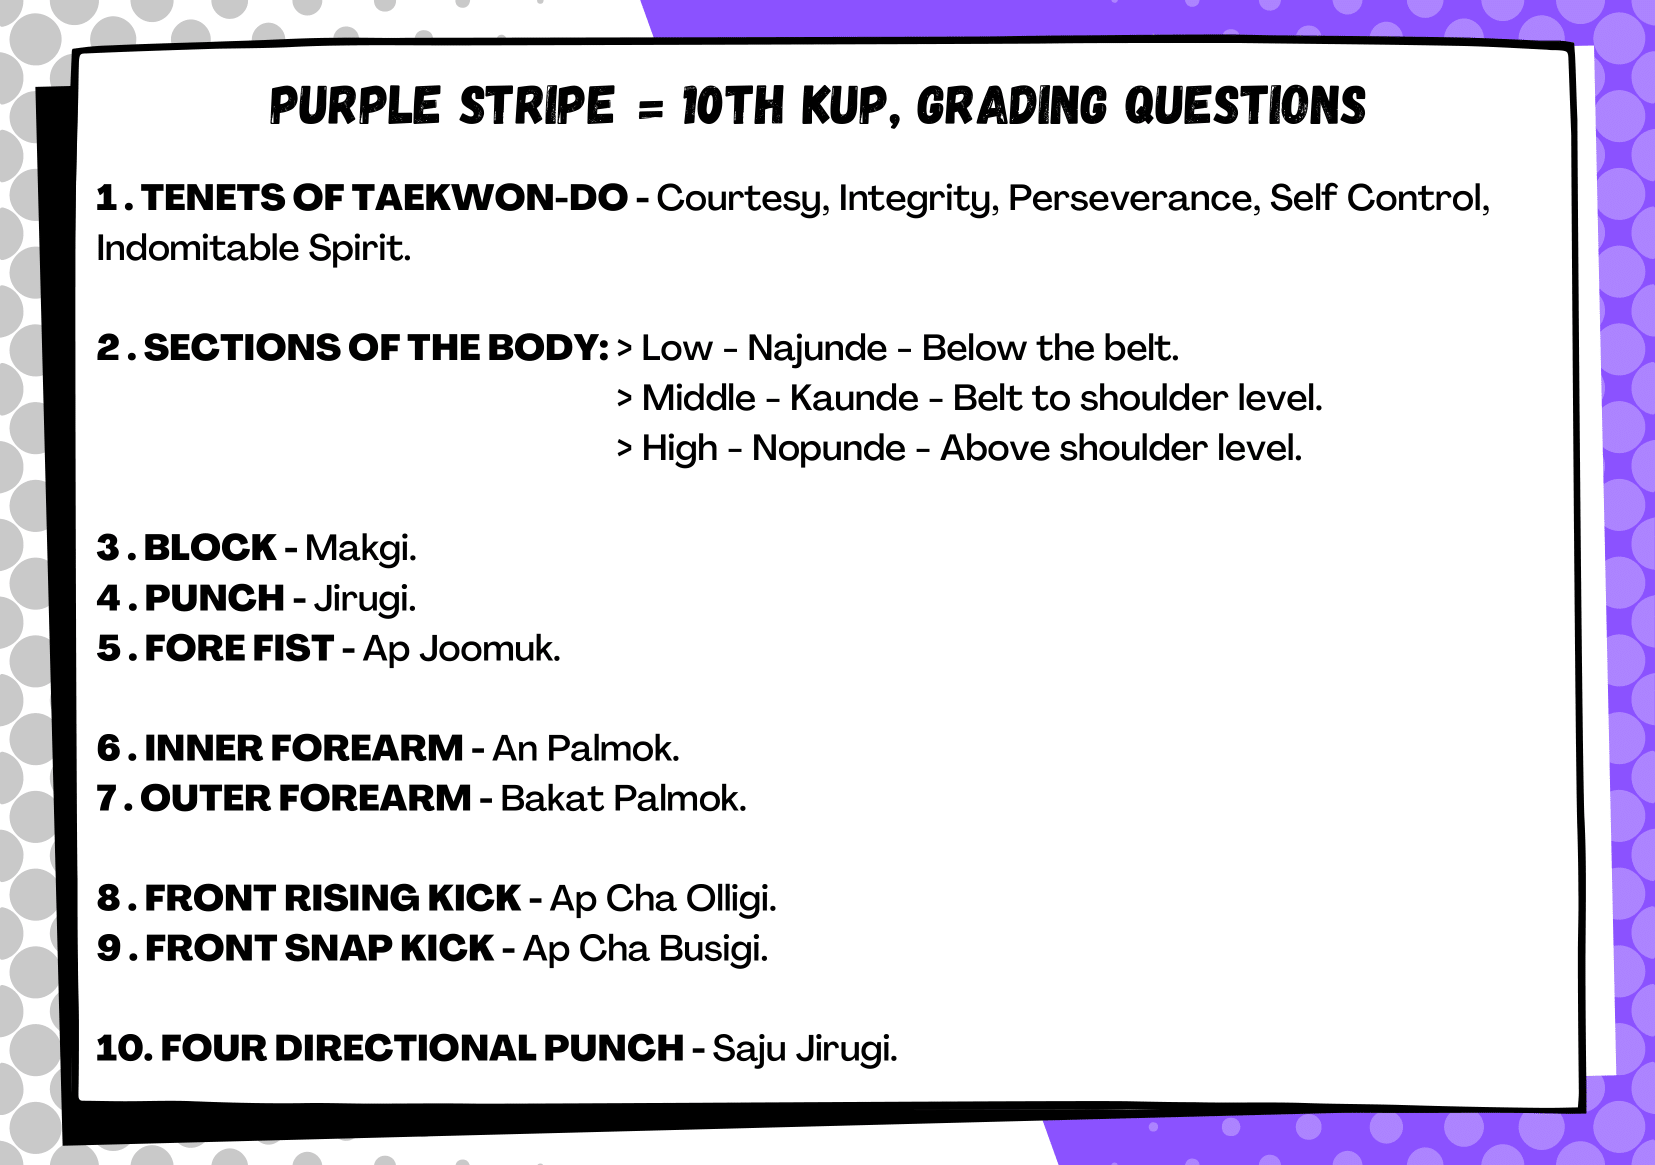 PURPLE STRIPE = 10TH KUP, GRADING QUESTIONS
1 . TENETS OF TAEKWON-DO - Courtesy, Integrity, Perseverance, Self Control,
Indomitable Spirit.
2 . SECTIONS OF THE BODY: > Low - Najunde - Below the belt.
> Middle - Kaunde - Belt to shoulder level.
> High - Nopunde - Above shoulder level.
3 . BLOCK - Makgi.
4 . PUNCH - Jirugi.
5 . FORE FIST - Ap Joomuk.
6 . INNER FOREARM - An Palmok.
7 . OUTER FOREARM - Bakat Palmok.
8 . FRONT RISING KICK - Ap Cha Olligi.
9 . FRONT SNAP KICK - Ap Cha Busigi.
10. FOUR DIRECTIONAL PUNCH - Saju Jirugi.